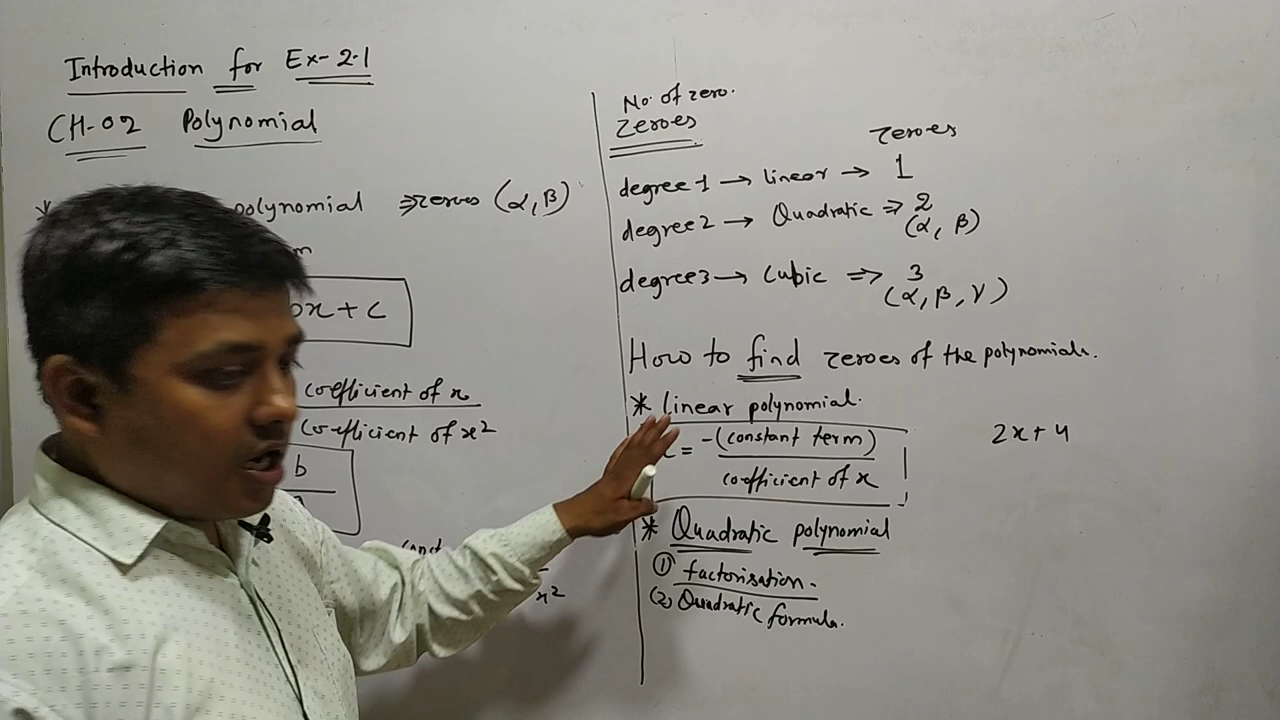 Introduction for Ex-2.1
CH-02 Polynomial
polynomial ⇒ zeroes (α, β)
x + c
coefficient of x
coefficient of x²
b
x²
No. of zero.
Zeroes
zeroes
degree 1 → linear → 1
degree 2 → Quadratic ⇒ 2
(α, β)
degree 3 → Cubic ⇒ 3
(α, β, γ)
How to find zeroes of the polynomials.
* Linear polynomial.
= -(constant term)
coefficient of x
2x+4
* Quadratic polynomial
① factorisation.
(2) Quadratic formula.